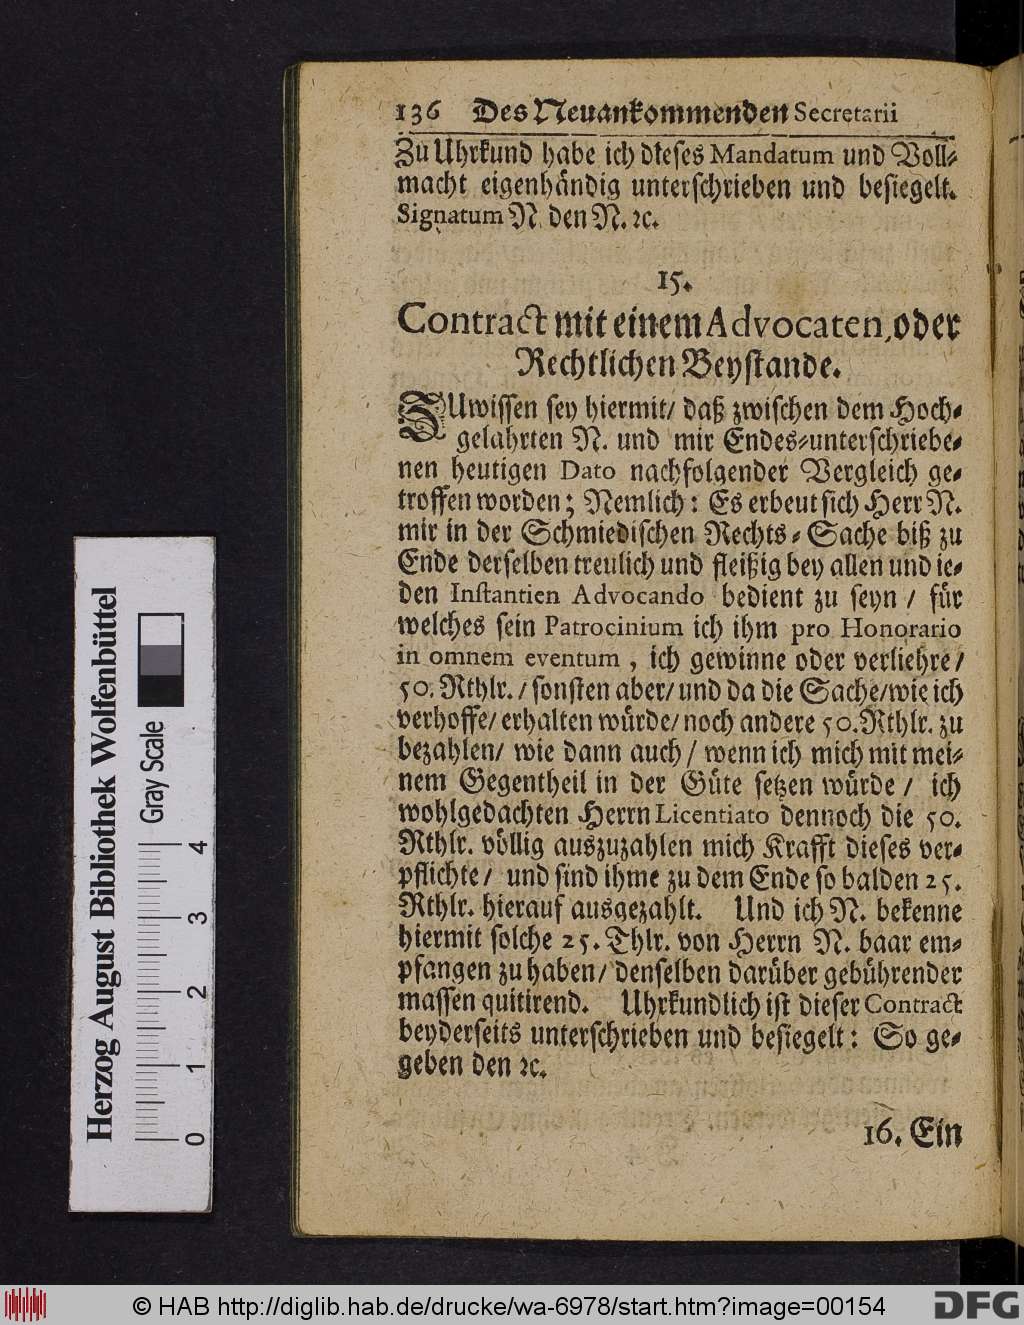 136 Des Neuankommenden Secretarii
Zu Uhrkund habe ich dieses Mandatum und Voll-
macht eigenhändig unterschrieben und besiegelt.
Signatum N. den N. ꝛc.
15.
Contract mit einem Advocaten, oder
Rechtlichen Beystande.
ZUwissen sey hiermit/ daß zwischen dem Hoch-
gelahrten N. und mir Endes-unterschriebe-
nen heutigen Dato nachfolgender Vergleich ge-
troffen worden; Nemlich: Es erbeut sich Herr N.
mir in der Schmiedischen Rechts-Sache biß zu
Ende derselben treulich und fleißig bey allen und ie-
den Instantien Advocando bedient zu seyn / für
welches sein Patrocinium ich ihm pro Honorario
in omnem eventum, ich gewinne oder verliehre/
50. Rthlr. / sonsten aber/ und da die Sache/ wie ich
verhoffe/ erhalten würde/ noch andere 50. Rthlr. zu
bezahlen/ wie dann auch / wenn ich mich mit mei-
nem Gegentheil in der Güte setzen würde / ich
wohlgedachten Herrn Licentiato dennoch die 50.
Rthlr. völlig auszuzahlen mich Krafft dieses ver-
pflichte/ und sind ihme zu dem Ende so balden 25.
Rthlr. hierauf ausgezahlt. Und ich N. bekenne
hiermit solche 25. Thlr. von Herrn N. baar em-
pfangen zu haben/ denselben darüber gebührender
massen quitirend. Uhrkundlich ist dieser Contract
beyderseits unterschrieben und besiegelt: So ge-
geben den ꝛc.
16. Ein
Herzog August Bibliothek Wolfenbüttel
Gray Scale
0 1 2 3 4
© HAB http://diglib.hab.de/drucke/wa-6978/start.htm?image=00154
DFG